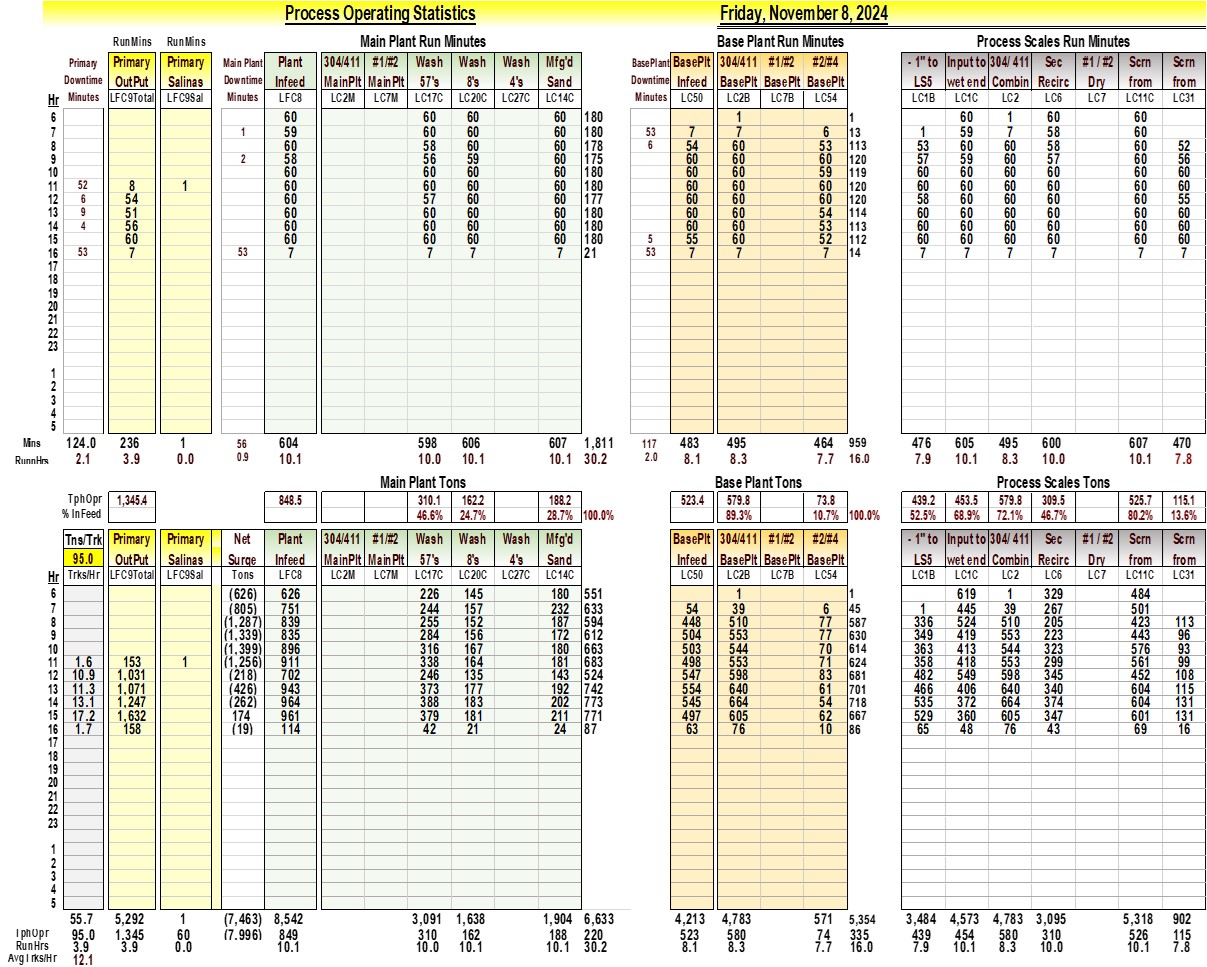 Process Operating Statistics Friday, November 8, 2024
RunMins RunMins Main Plant Run Minutes Base Plant Run Minutes Process Scales Run Minutes
Primary Primary Primary Main Plant Plant 304/411 #1/#2 Wash Wash Wash Mfg'd BasePlant BasePlt 304/411 #1/#2 #2/#4 - 1" to Input to 304/ 411 Sec #1 / #2 Scrn Scrn
Downtime OutPut Salinas Downtime Infeed MainPlt MainPlt 57's 8's 4's Sand Downtime Infeed BasePlt BasePlt BasePlt LS5 wet end Combin Recirc Dry from from
Hr Minutes LFC9Total LFC9Sal Minutes LFC8 LC2M LC7M LC17C LC20C LC27C LC14C Minutes LC50 LC2B LC7B LC54 LC1B LC1C LC2 LC6 LC7 LC11C LC31
6 60 60 60 60 180 1 1 60 1 60 60
7 1 59 60 60 60 180 53 7 7 6 13 1 59 7 58 60
8 60 58 60 60 178 6 54 60 53 113 53 60 60 58 60 52
9 2 58 56 59 60 175 60 60 60 120 57 59 60 57 60 56
10 60 60 60 60 180 60 60 59 119 60 60 60 60 60 60
11 52 8 1 60 60 60 60 180 60 60 60 120 60 60 60 60 60 60
12 6 54 60 57 60 60 177 60 60 60 120 58 60 60 60 60 55
13 9 51 60 60 60 60 180 60 60 54 114 60 60 60 60 60 60
14 4 56 60 60 60 60 180 60 60 53 113 60 60 60 60 60 60
15 60 60 60 60 60 180 5 55 60 52 112 60 60 60 60 60 60
16 53 7 53 7 7 7 7 21 53 7 7 7 14 7 7 7 7 7 7
17
18
19
20
21
22
23
1
2
3
4
5
Mins 124.0 236 1 56 604 598 606 607 1,811 117 483 495 464 959 476 605 495 600 607 470
RunnHrs 2.1 3.9 0.0 0.9 10.1 10.0 10.1 10.1 30.2 2.0 8.1 8.3 7.7 16.0 7.9 10.1 8.3 10.0 10.1 7.8
Main Plant Tons Base Plant Tons Process Scales Tons
TphOpr 1,345.4 848.5 310.1 162.2 188.2 523.4 579.8 73.8 439.2 453.5 579.8 309.5 525.7 115.1
% InFeed 46.6% 24.7% 28.7% 100.0% 89.3% 10.7% 100.0% 52.5% 68.9% 72.1% 46.7% 80.2% 13.6%
Tns/Trk Primary Primary Net Plant 304/411 #1/#2 Wash Wash Wash Mfg'd BasePlt 304/411 #1/#2 #2/#4 - 1" to Input to 304/ 411 Sec #1 / #2 Scrn Scrn
95.0 OutPut Salinas Surge Infeed MainPlt MainPlt 57's 8's 4's Sand Infeed BasePlt BasePlt BasePlt LS5 wet end Combin Recirc Dry from from
Hr Trks/Hr LFC9Total LFC9Sal Tons LFC8 LC2M LC7M LC17C LC20C LC27C LC14C LC50 LC2B LC7B LC54 LC1B LC1C LC2 LC6 LC7 LC11C LC31
6 (626) 626 226 145 180 551 1 1 619 1 329 484
7 (805) 751 244 157 232 633 54 39 6 45 1 445 39 267 501
8 (1,287) 839 255 152 187 594 448 510 77 587 336 524 510 205 423 113
9 (1,339) 835 284 156 172 612 504 553 77 630 349 419 553 223 443 96
10 (1,399) 896 316 167 180 663 503 544 70 614 363 413 544 323 576 93
11 1.6 153 1 (1,256) 911 338 164 181 683 498 553 71 624 358 418 553 299 561 99
12 10.9 1,031 (218) 702 246 135 143 524 547 598 83 681 482 549 598 345 452 108
13 11.3 1,071 (426) 943 373 177 192 742 554 640 61 701 466 406 640 340 604 115
14 13.1 1,247 (262) 964 388 183 202 773 545 664 54 718 535 372 664 374 604 131
15 17.2 1,632 174 961 379 181 211 771 497 605 62 667 529 360 605 347 601 131
16 1.7 158 (19) 114 42 21 24 87 63 76 10 86 65 48 76 43 69 16
17
18
19
20
21
22
23
1
2
3
4
5
55.7 5,292 1 (7,463) 8,542 3,091 1,638 1,904 6,633 4,213 4,783 571 5,354 3,484 4,573 4,783 3,095 5,318 902
TphOpr 95.0 1,345 60 (7,996) 849 310 162 188 220 523 580 74 335 439 454 580 310 526 115
RunHrs 3.9 3.9 0.0 10.1 10.0 10.1 10.1 30.2 8.1 8.3 7.7 16.0 7.9 10.1 8.3 10.0 10.1 7.8
AvgTrks/Hr 12.1